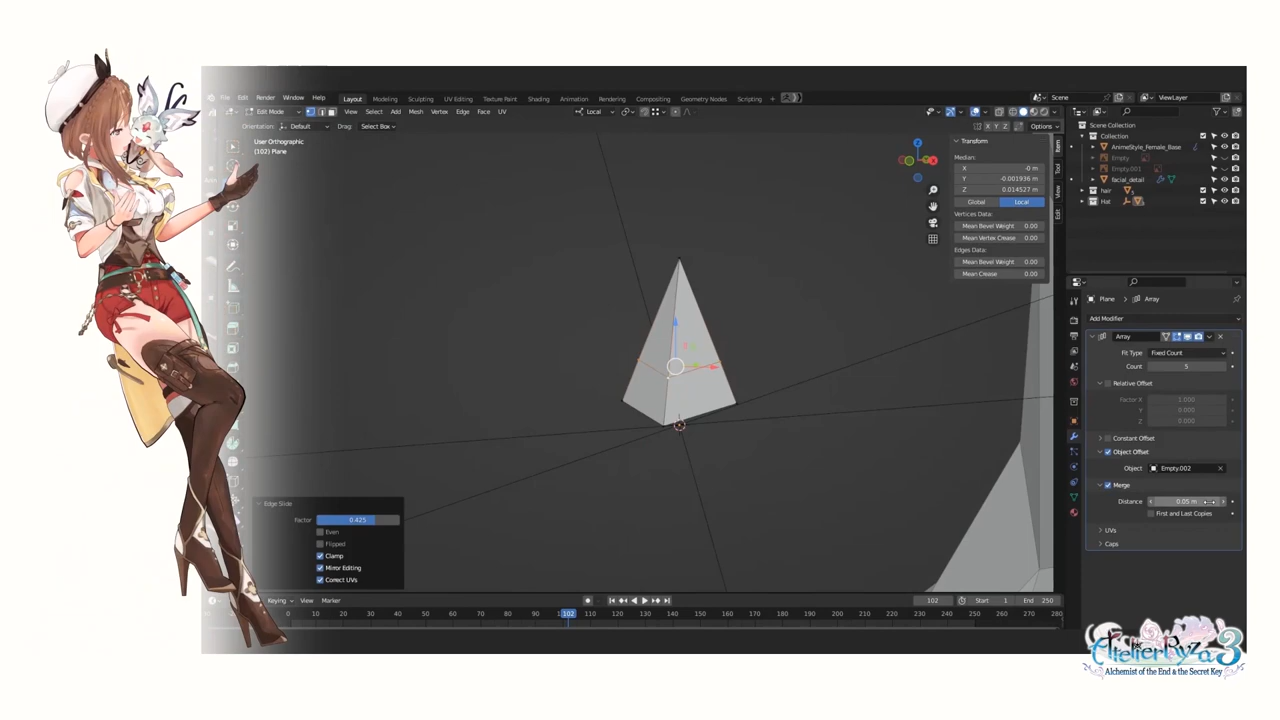 File Edit Render Window Help Layout Modeling Sculpting UV Editing Texture Paint Shading Animation Rendering Compositing Geometry Nodes Scripting + Scene ViewLayer
Edit Mode View Select Add Mesh Vertex Edge Face UV Local
Orientation: Default Drag: Select Box X Y Z Options
User Orthographic
(102) Plane
Transform
Median:
X -0 m
Y -0.001936 m
Z 0.014527 m
Global Local
Vertices Data:
Mean Bevel Weight 0.00
Mean Vertex Crease 0.00
Edges Data:
Mean Bevel Weight 0.00
Mean Crease 0.00
Item
Tool
View
Edit
Scene Collection
Collection
AnimeStyle_Female_Base
Empty
Empty.001
facial_detail
hair
Hat
Plane Array
Add Modifier
Array
Fit Type Fixed Count
Count 5
Relative Offset
Factor X 1.000
Y 0.000
Z 0.000
Constant Offset
Object Offset
Object Empty.002
Merge
Distance 0.05 m
First and Last Copies
UVs
Caps
Edge Slide
Factor 0.425
Even
Flipped
Clamp
Mirror Editing
Correct UVs
Keying View Marker 102 Start 1 End 250
0 10 20 30 40 50 60 70 80 90 102 110 120 130 140 150 160 170 180 190 200 210 220 230 240 250 260 270 280
Atelier Ryza 3
Alchemist of the End & the Secret Key